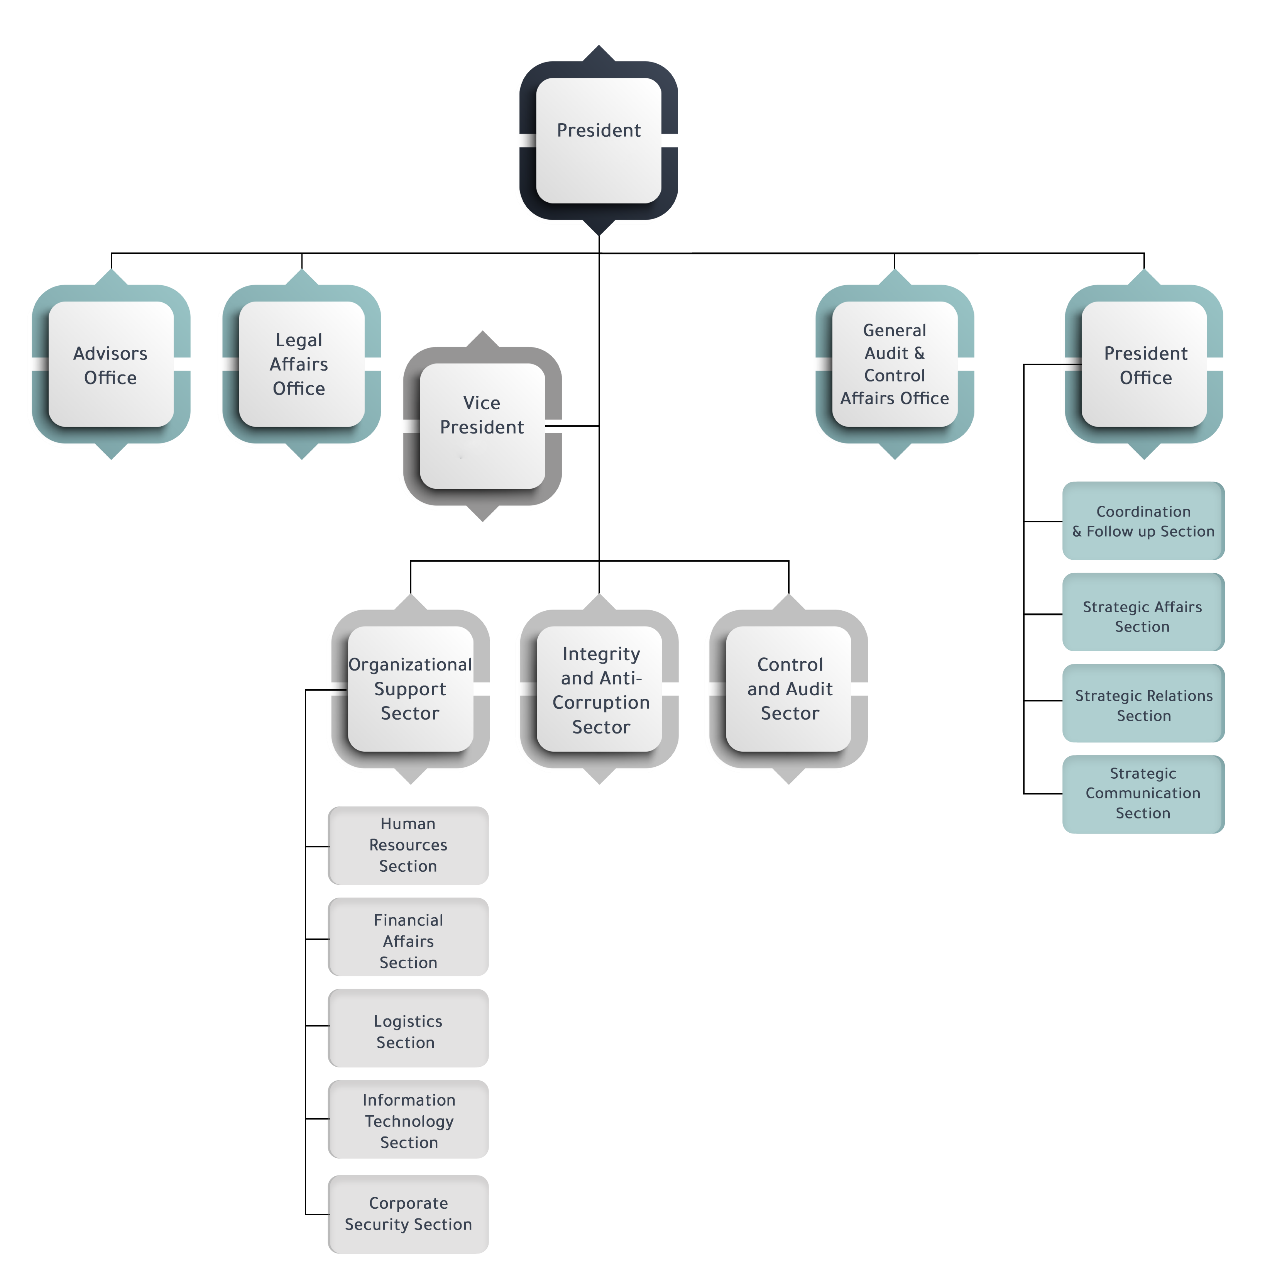 President
Advisors
Office
Legal
Affairs
Office
Vice
President
General
Audit &
Control
Affairs Office
President
Office
Coordination
& Follow up Section
Strategic Affairs
Section
Strategic Relations
Section
Strategic
Communication
Section
Organizational
Support
Sector
Integrity
and Anti-
Corruption
Sector
Control
and Audit
Sector
Human
Resources
Section
Financial
Affairs
Section
Logistics
Section
Information
Technology
Section
Corporate
Security Section